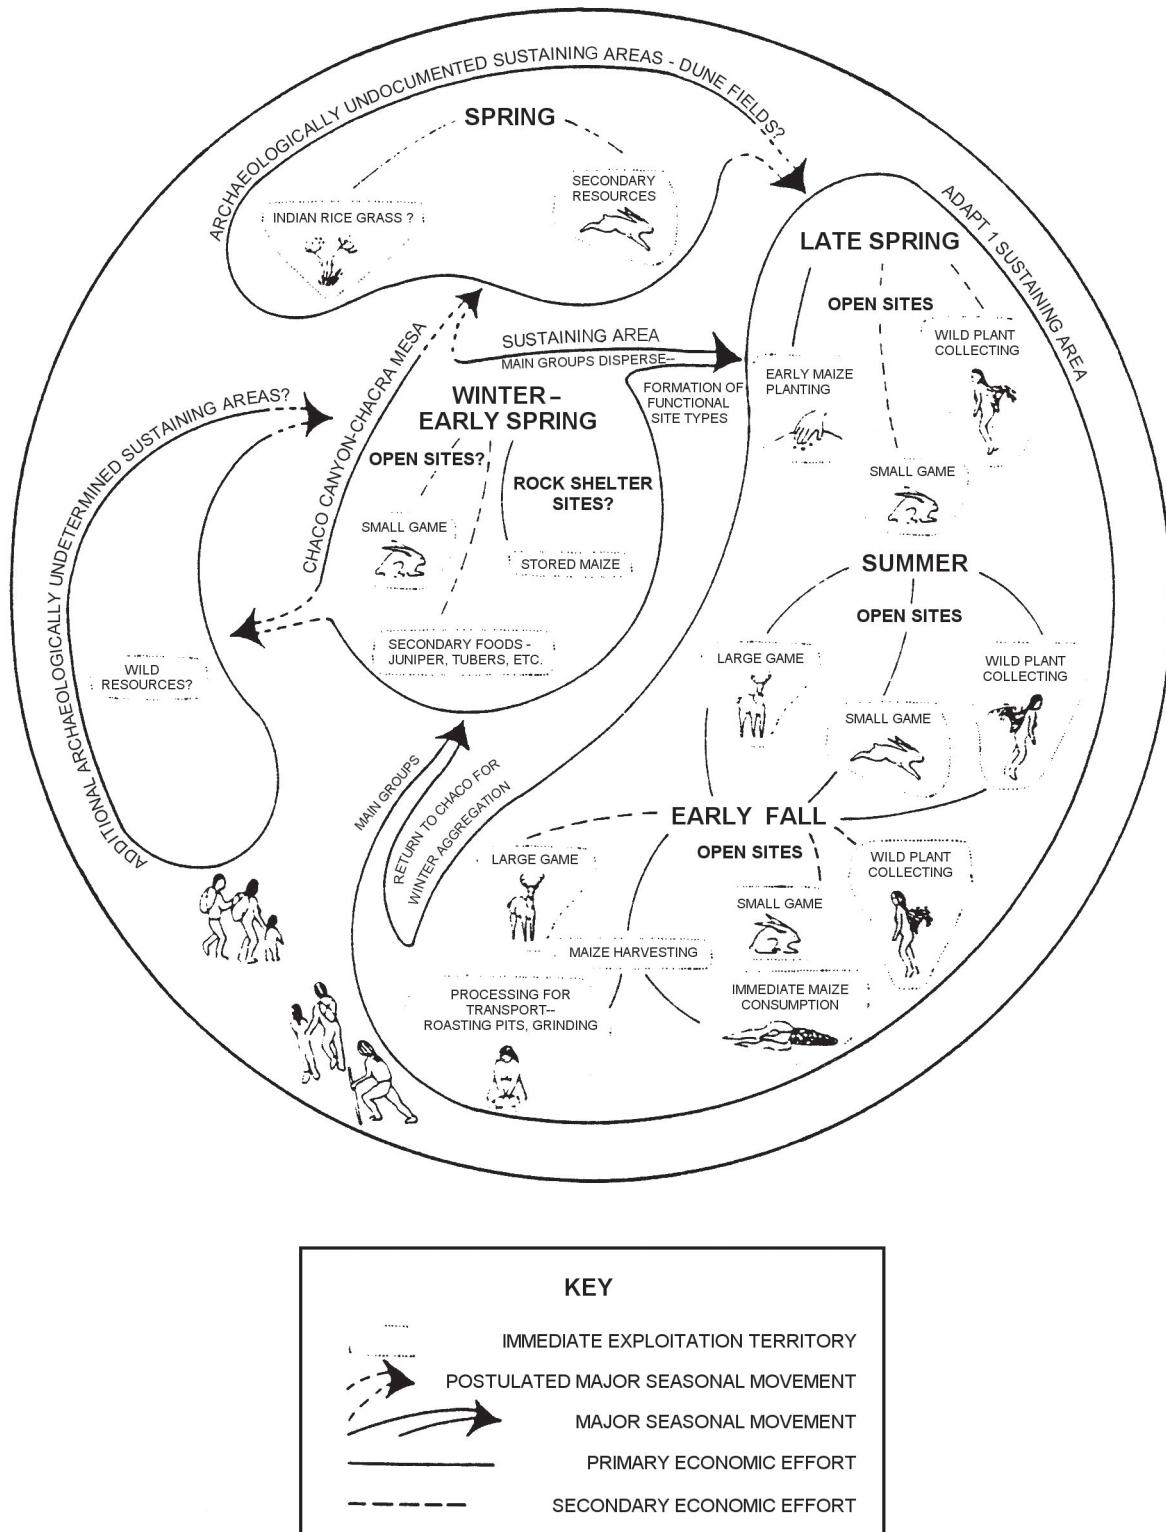 ARCHAEOLOGICALLY UNDOCUMENTED SUSTAINING AREAS - DUNE FIELDS?
SPRING
INDIAN RICE GRASS ?
SECONDARY
RESOURCES
ADAPT 1 SUSTAINING AREA
LATE SPRING
OPEN SITES
WILD PLANT
COLLECTING
EARLY MAIZE
PLANTING
SMALL GAME
SUSTAINING AREA
MAIN GROUPS DISPERSE--
FORMATION OF
FUNCTIONAL
SITE TYPES
CHACO CANYON-CHACRA MESA
WINTER –
EARLY SPRING
OPEN SITES?
ROCK SHELTER
SITES?
SMALL GAME
STORED MAIZE
SECONDARY FOODS -
JUNIPER, TUBERS, ETC.
ADDITIONAL ARCHAEOLOGICALLY UNDETERMINED SUSTAINING AREAS?
WILD
RESOURCES?
SUMMER
OPEN SITES
LARGE GAME
WILD PLANT
COLLECTING
SMALL GAME
MAIN GROUPS
RETURN TO CHACO FOR
WINTER AGGREGATION
EARLY FALL
OPEN SITES
LARGE GAME
WILD PLANT
COLLECTING
SMALL GAME
MAIZE HARVESTING
PROCESSING FOR
TRANSPORT--
ROASTING PITS, GRINDING
IMMEDIATE MAIZE
CONSUMPTION
KEY
IMMEDIATE EXPLOITATION TERRITORY
POSTULATED MAJOR SEASONAL MOVEMENT
MAJOR SEASONAL MOVEMENT
PRIMARY ECONOMIC EFFORT
SECONDARY ECONOMIC EFFORT